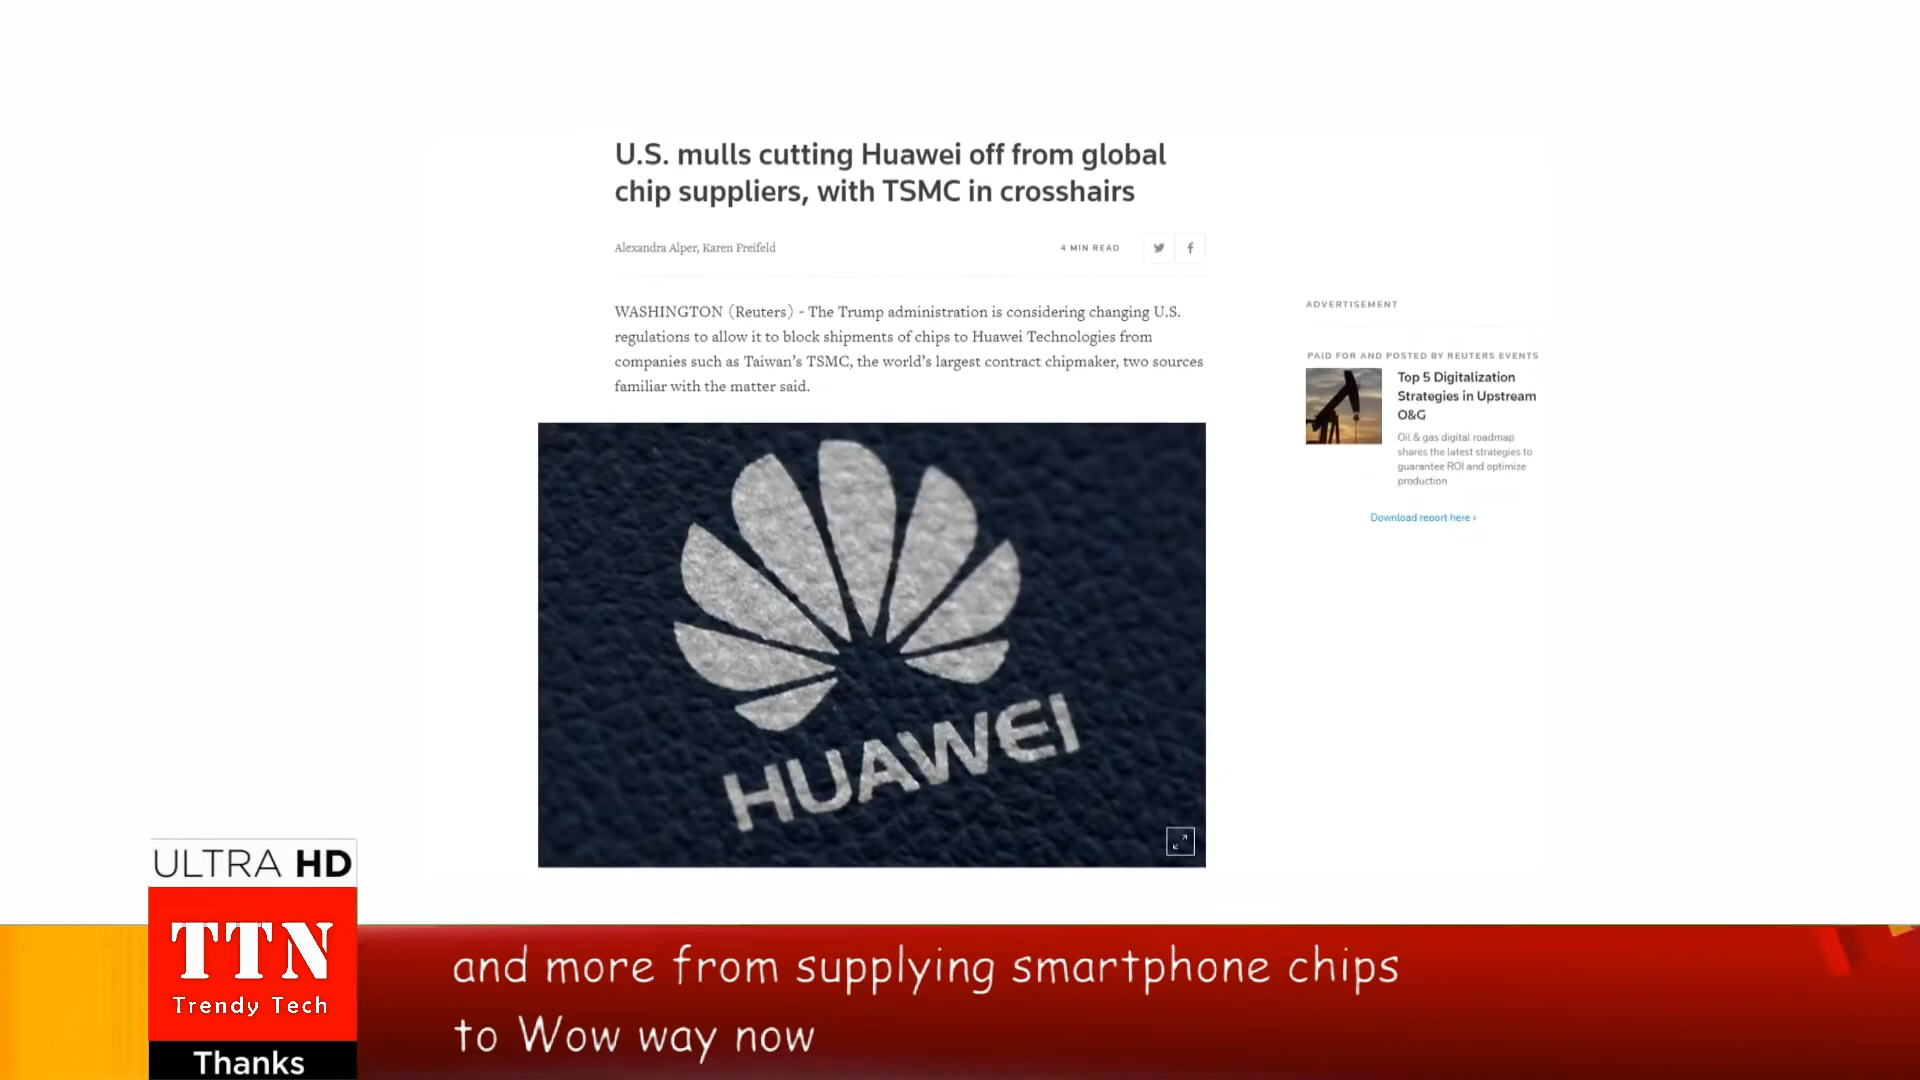 U.S. mulls cutting Huawei off from global
chip suppliers, with TSMC in crosshairs
Alexandra Alper, Karen Freifeld
4 MIN READ
WASHINGTON (Reuters) - The Trump administration is considering changing U.S.
regulations to allow it to block shipments of chips to Huawei Technologies from
companies such as Taiwan's TSMC, the world's largest contract chipmaker, two sources
familiar with the matter said.
HUAWEI
ADVERTISEMENT
PAID FOR AND POSTED BY REUTERS EVENTS
Top 5 Digitalization
Strategies in Upstream
O&G
Oil & gas digital roadmap
shares the latest strategies to
guarantee ROI and optimize
production
Download report here ›
ULTRA HD
TTN
Trendy Tech
Thanks
and more from supplying smartphone chips
to Wow way now